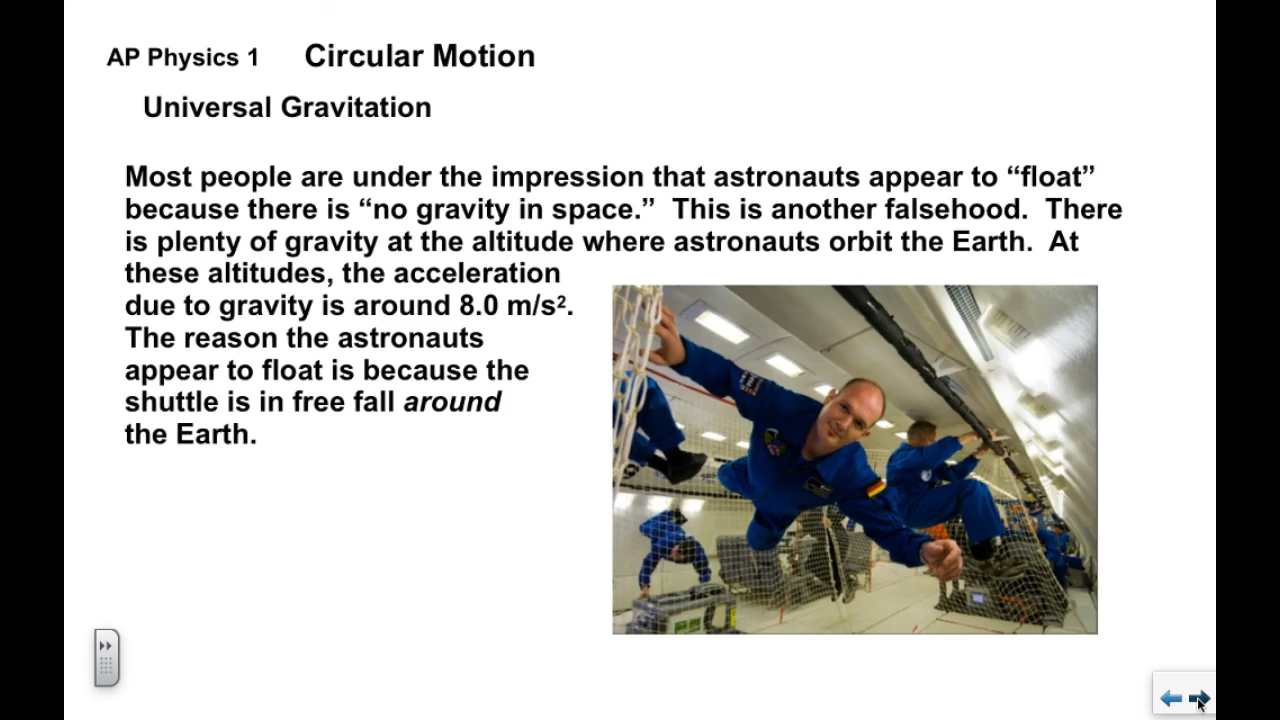 AP Physics 1 Circular Motion
Universal Gravitation
Most people are under the impression that astronauts appear to “float”
because there is “no gravity in space.” This is another falsehood. There
is plenty of gravity at the altitude where astronauts orbit the Earth. At
these altitudes, the acceleration
due to gravity is around 8.0 m/s².
The reason the astronauts
appear to float is because the
shuttle is in free fall around
the Earth.